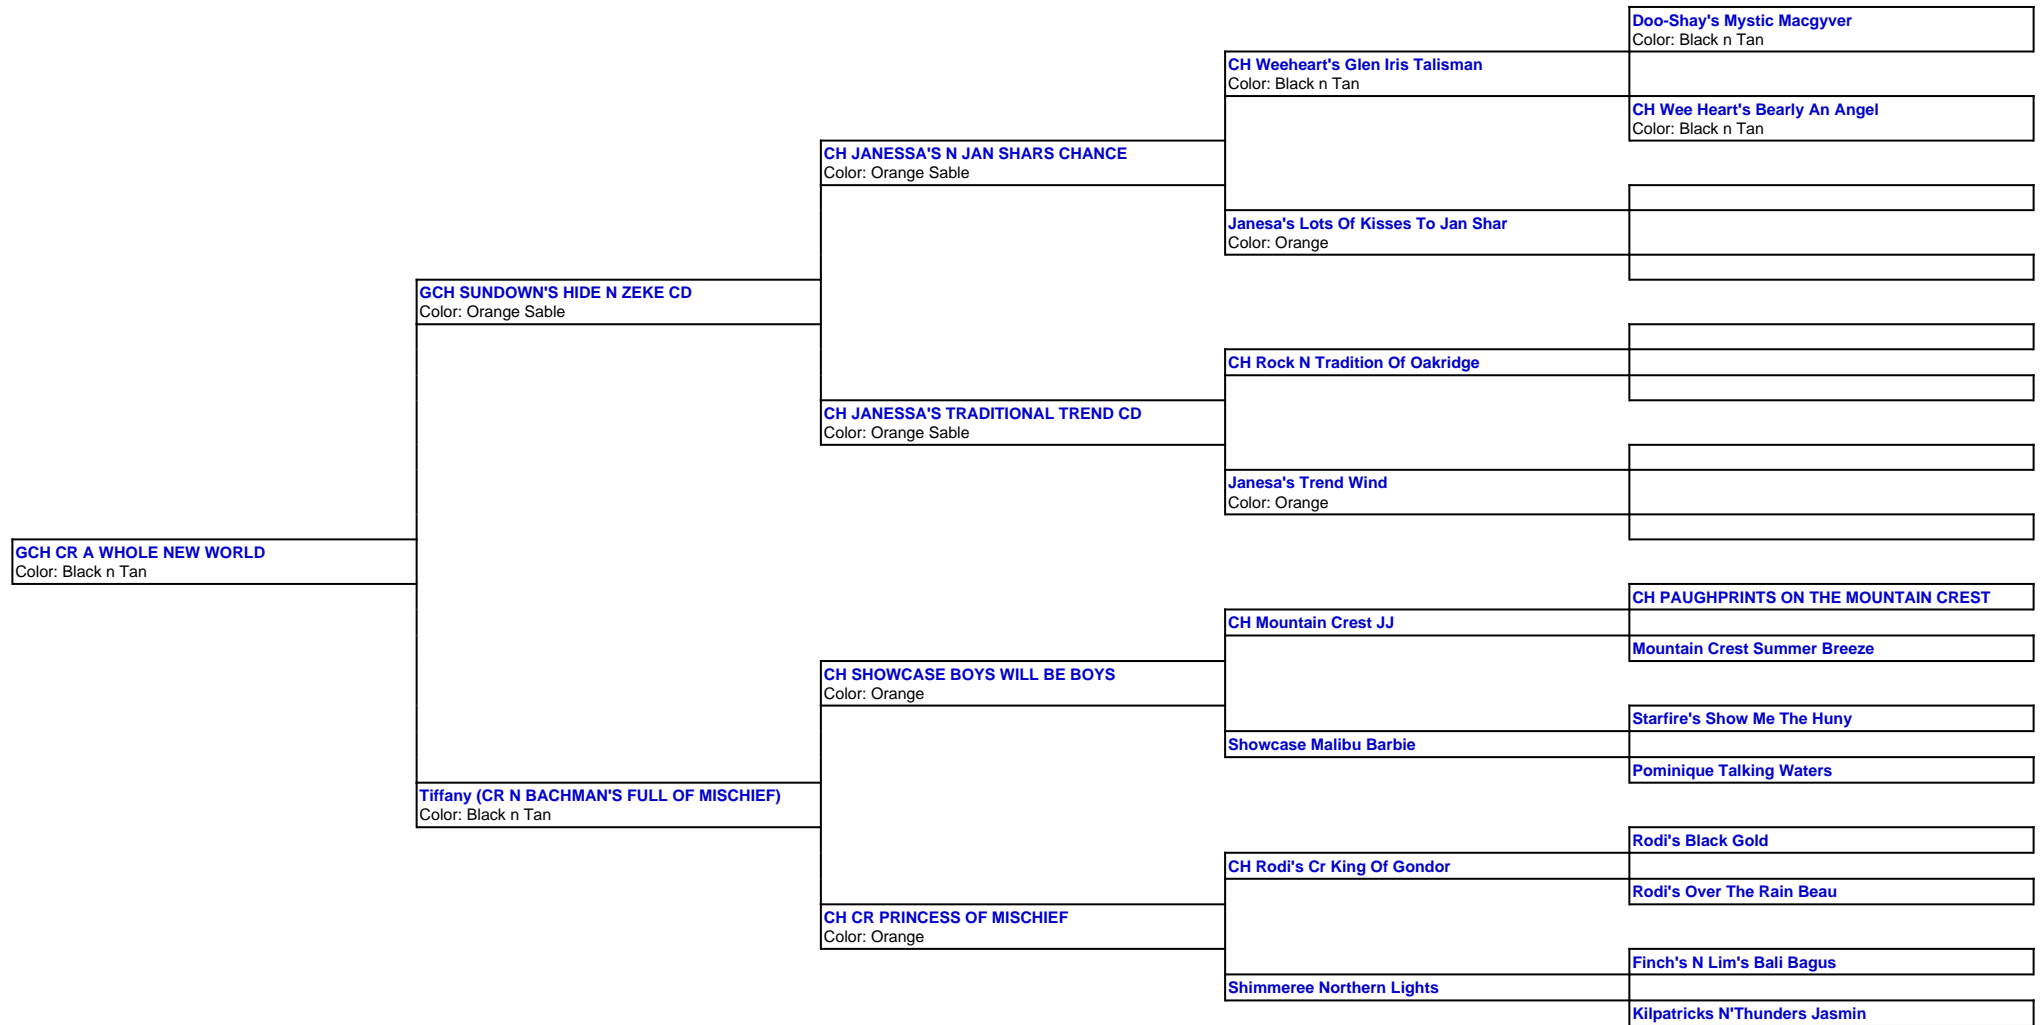 Doo-Shay's Mystic Macgyver
Color: Black n Tan
CH Weeheart's Glen Iris Talisman
Color: Black n Tan
CH Wee Heart's Bearly An Angel
Color: Black n Tan
CH JANESSA'S N JAN SHARS CHANCE
Color: Orange Sable
Janesa's Lots Of Kisses To Jan Shar
Color: Orange
GCH SUNDOWN'S HIDE N ZEKE CD
Color: Orange Sable
CH Rock N Tradition Of Oakridge
CH JANESSA'S TRADITIONAL TREND CD
Color: Orange Sable
Janesa's Trend Wind
Color: Orange
GCH CR A WHOLE NEW WORLD
Color: Black n Tan
CH PAUGHPRINTS ON THE MOUNTAIN CREST
CH Mountain Crest JJ
Mountain Crest Summer Breeze
CH SHOWCASE BOYS WILL BE BOYS
Color: Orange
Starfire's Show Me The Huny
Showcase Malibu Barbie
Pominique Talking Waters
Tiffany (CR N BACHMAN'S FULL OF MISCHIEF)
Color: Black n Tan
Rodi's Black Gold
CH Rodi's Cr King Of Gondor
Rodi's Over The Rain Beau
CH CR PRINCESS OF MISCHIEF
Color: Orange
Finch's N Lim's Bali Bagus
Shimmeree Northern Lights
Kilpatricks N'Thunders Jasmin